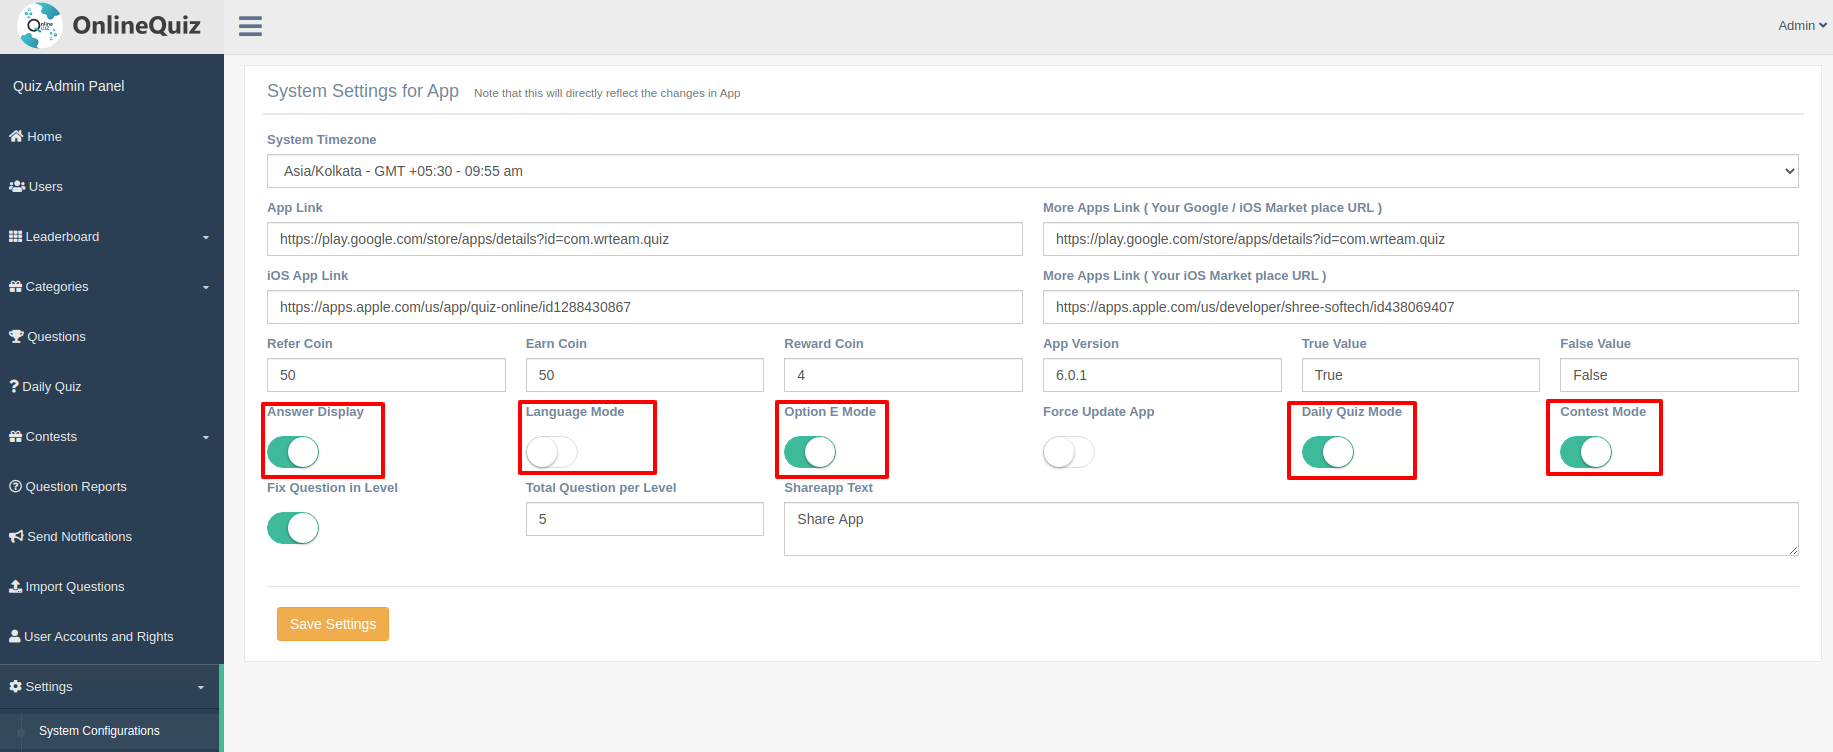 OnlineQuiz
Admin
Quiz Admin Panel
Home
Users
Leaderboard
Categories
Questions
Daily Quiz
Contests
Question Reports
Send Notifications
Import Questions
User Accounts and Rights
Settings
System Configurations
System Settings for App Note that this will directly reflect the changes in App
System Timezone
Asia/Kolkata - GMT +05:30 - 09:55 am
App Link More Apps Link ( Your Google / iOS Market place URL )
https://play.google.com/store/apps/details?id=com.wrteam.quiz https://play.google.com/store/apps/details?id=com.wrteam.quiz
iOS App Link More Apps Link ( Your iOS Market place URL )
https://apps.apple.com/us/app/quiz-online/id1288430867 https://apps.apple.com/us/developer/shree-softech/id438069407
Refer Coin Earn Coin Reward Coin App Version True Value False Value
50 50 4 6.0.1 True False
Answer Display Language Mode Option E Mode Force Update App Daily Quiz Mode Contest Mode
Fix Question in Level Total Question per Level Shareapp Text
5 Share App
Save Settings